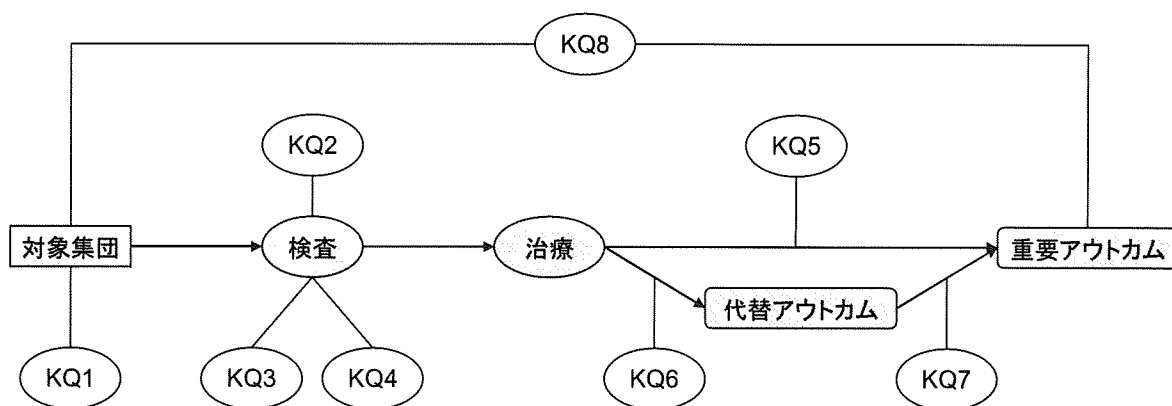 KQ8
KQ2
KQ5
対象集団
検査
治療
重要アウトカム
代替アウトカム
KQ1
KQ3
KQ4
KQ6
KQ7